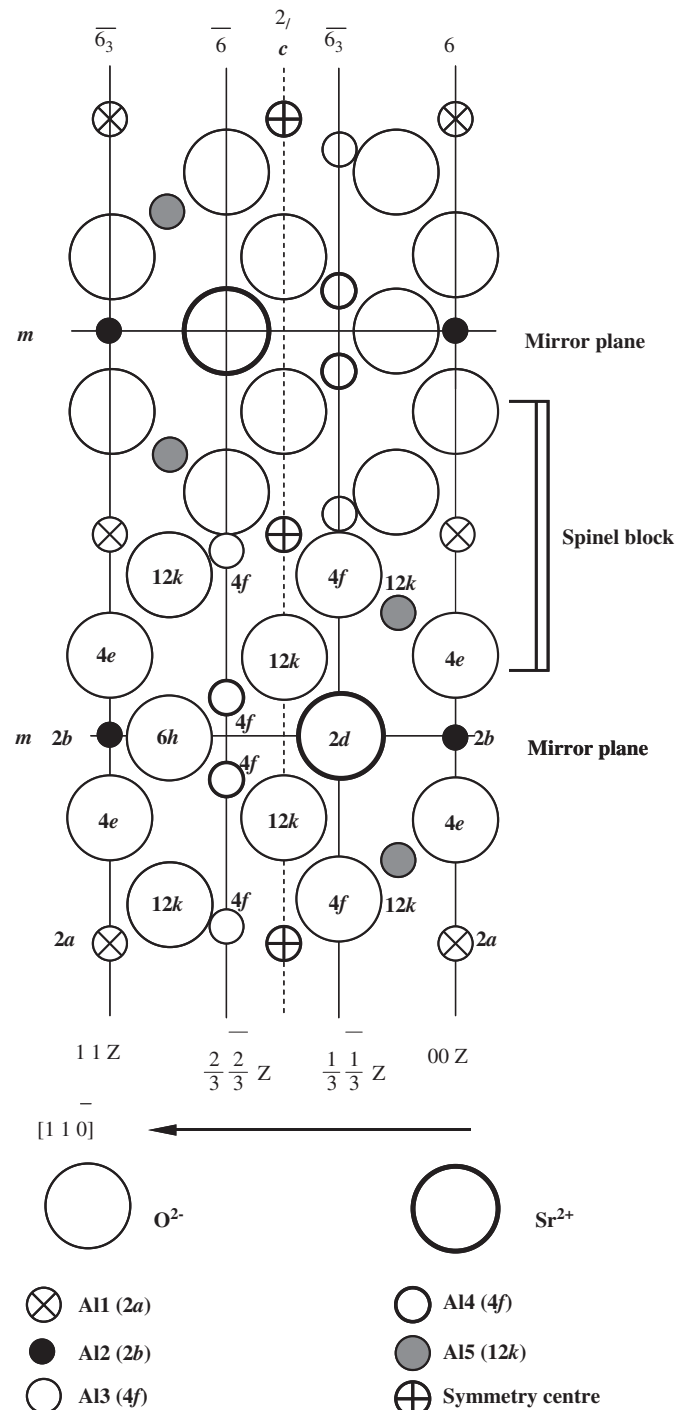 6̅₃ 6̅ 2/c 6̅₃ 6
m Mirror plane
Spinel block
12k 4f 4f 12k
4e 12k 4e
4f
m 2b 6h 2d 2b Mirror plane
4f
4e 12k 4e
12k 4f 4f 12k
2a 2a
1 1 Z 2/3 2̅/3 Z 1/3 1̅/3 Z 00 Z
[1 1 0̅]
O²⁻ Sr²⁺
Al1 (2a) Al4 (4f)
Al2 (2b) Al5 (12k)
Al3 (4f) Symmetry centre